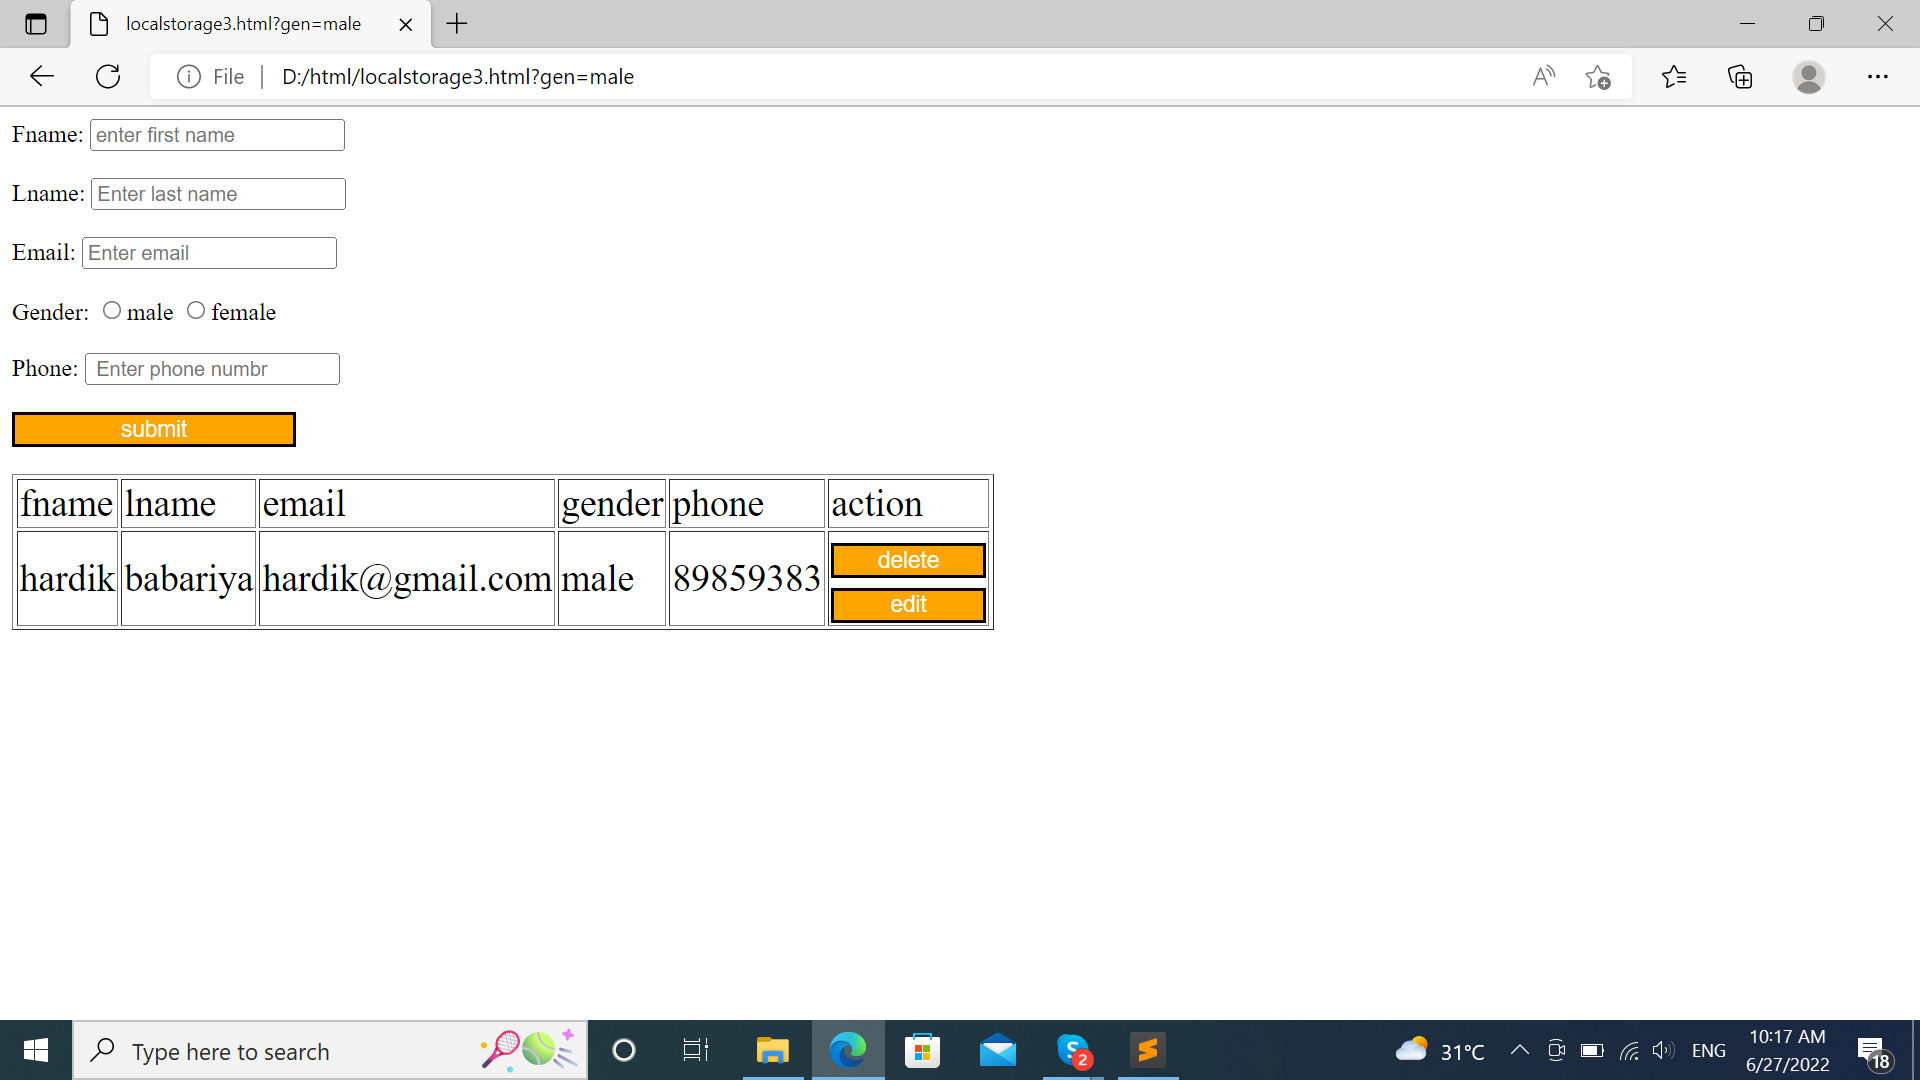 localstorage3.html?gen=male
File D:/html/localstorage3.html?gen=male
Fname: enter first name
Lname: Enter last name
Email: Enter email
Gender: male female
Phone: Enter phone numbr
submit
fname lname email gender phone action
hardik babariya hardik@gmail.com male 89859383 delete
edit
Type here to search
S 2
31°C
ENG
10:17 AM
6/27/2022
18